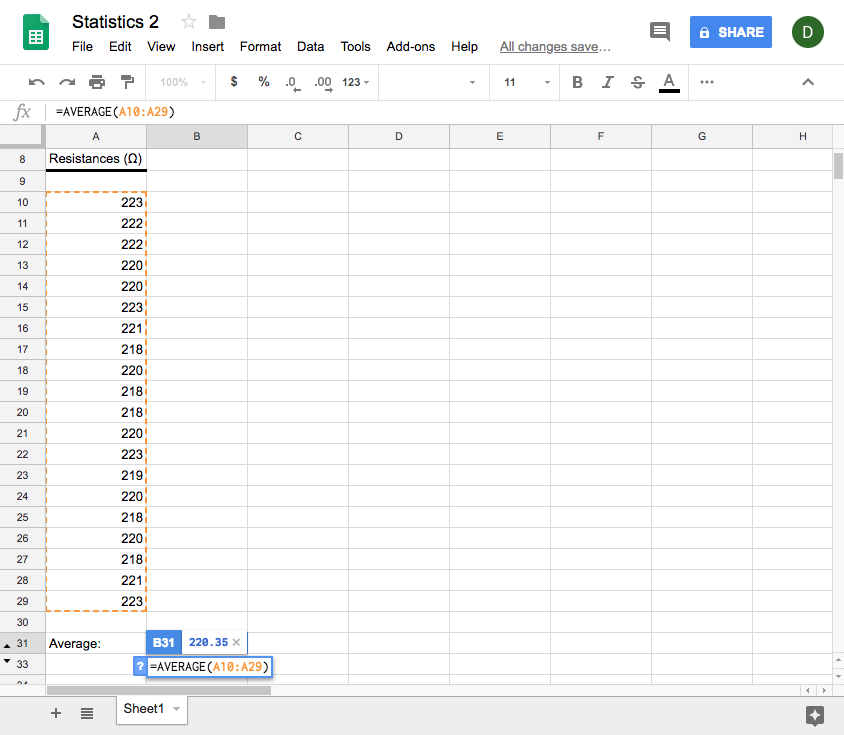 Statistics 2
File Edit View Insert Format Data Tools Add-ons Help All changes save…
SHARE
D
100% $ % .0 .00 123 11 B I S A
fx =AVERAGE(A10:A29)
A B C D E F G H
8 Resistances (Ω)
9
10 223
11 222
12 222
13 220
14 220
15 223
16 221
17 218
18 220
19 218
20 218
21 220
22 223
23 219
24 220
25 218
26 220
27 218
28 221
29 223
30
31 Average: B31 220.35 ×
33 ? =AVERAGE(A10:A29)
Sheet1